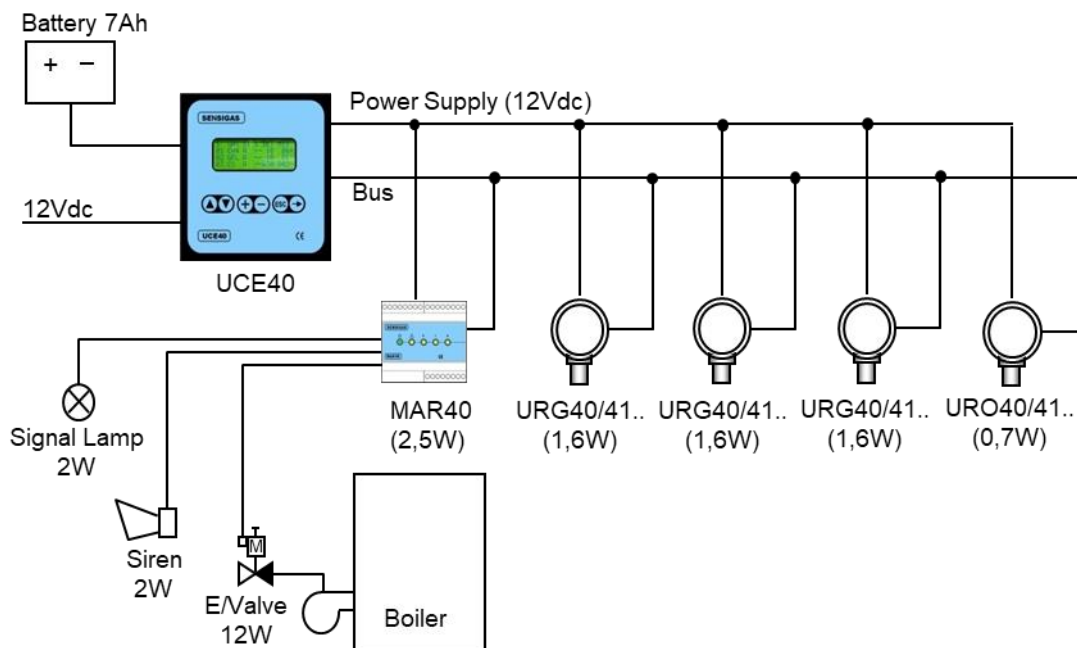 Battery 7Ah
+ −
Power Supply (12Vdc)
SENSIGAS
Bus
12Vdc
ESC
UCE40
CE
UCE40
MAR40
(2,5W)
URG40/41..
(1,6W)
URG40/41..
(1,6W)
URG40/41..
(1,6W)
URO40/41..
(0,7W)
Signal Lamp
2W
Siren
2W
M
E/Valve
12W
Boiler